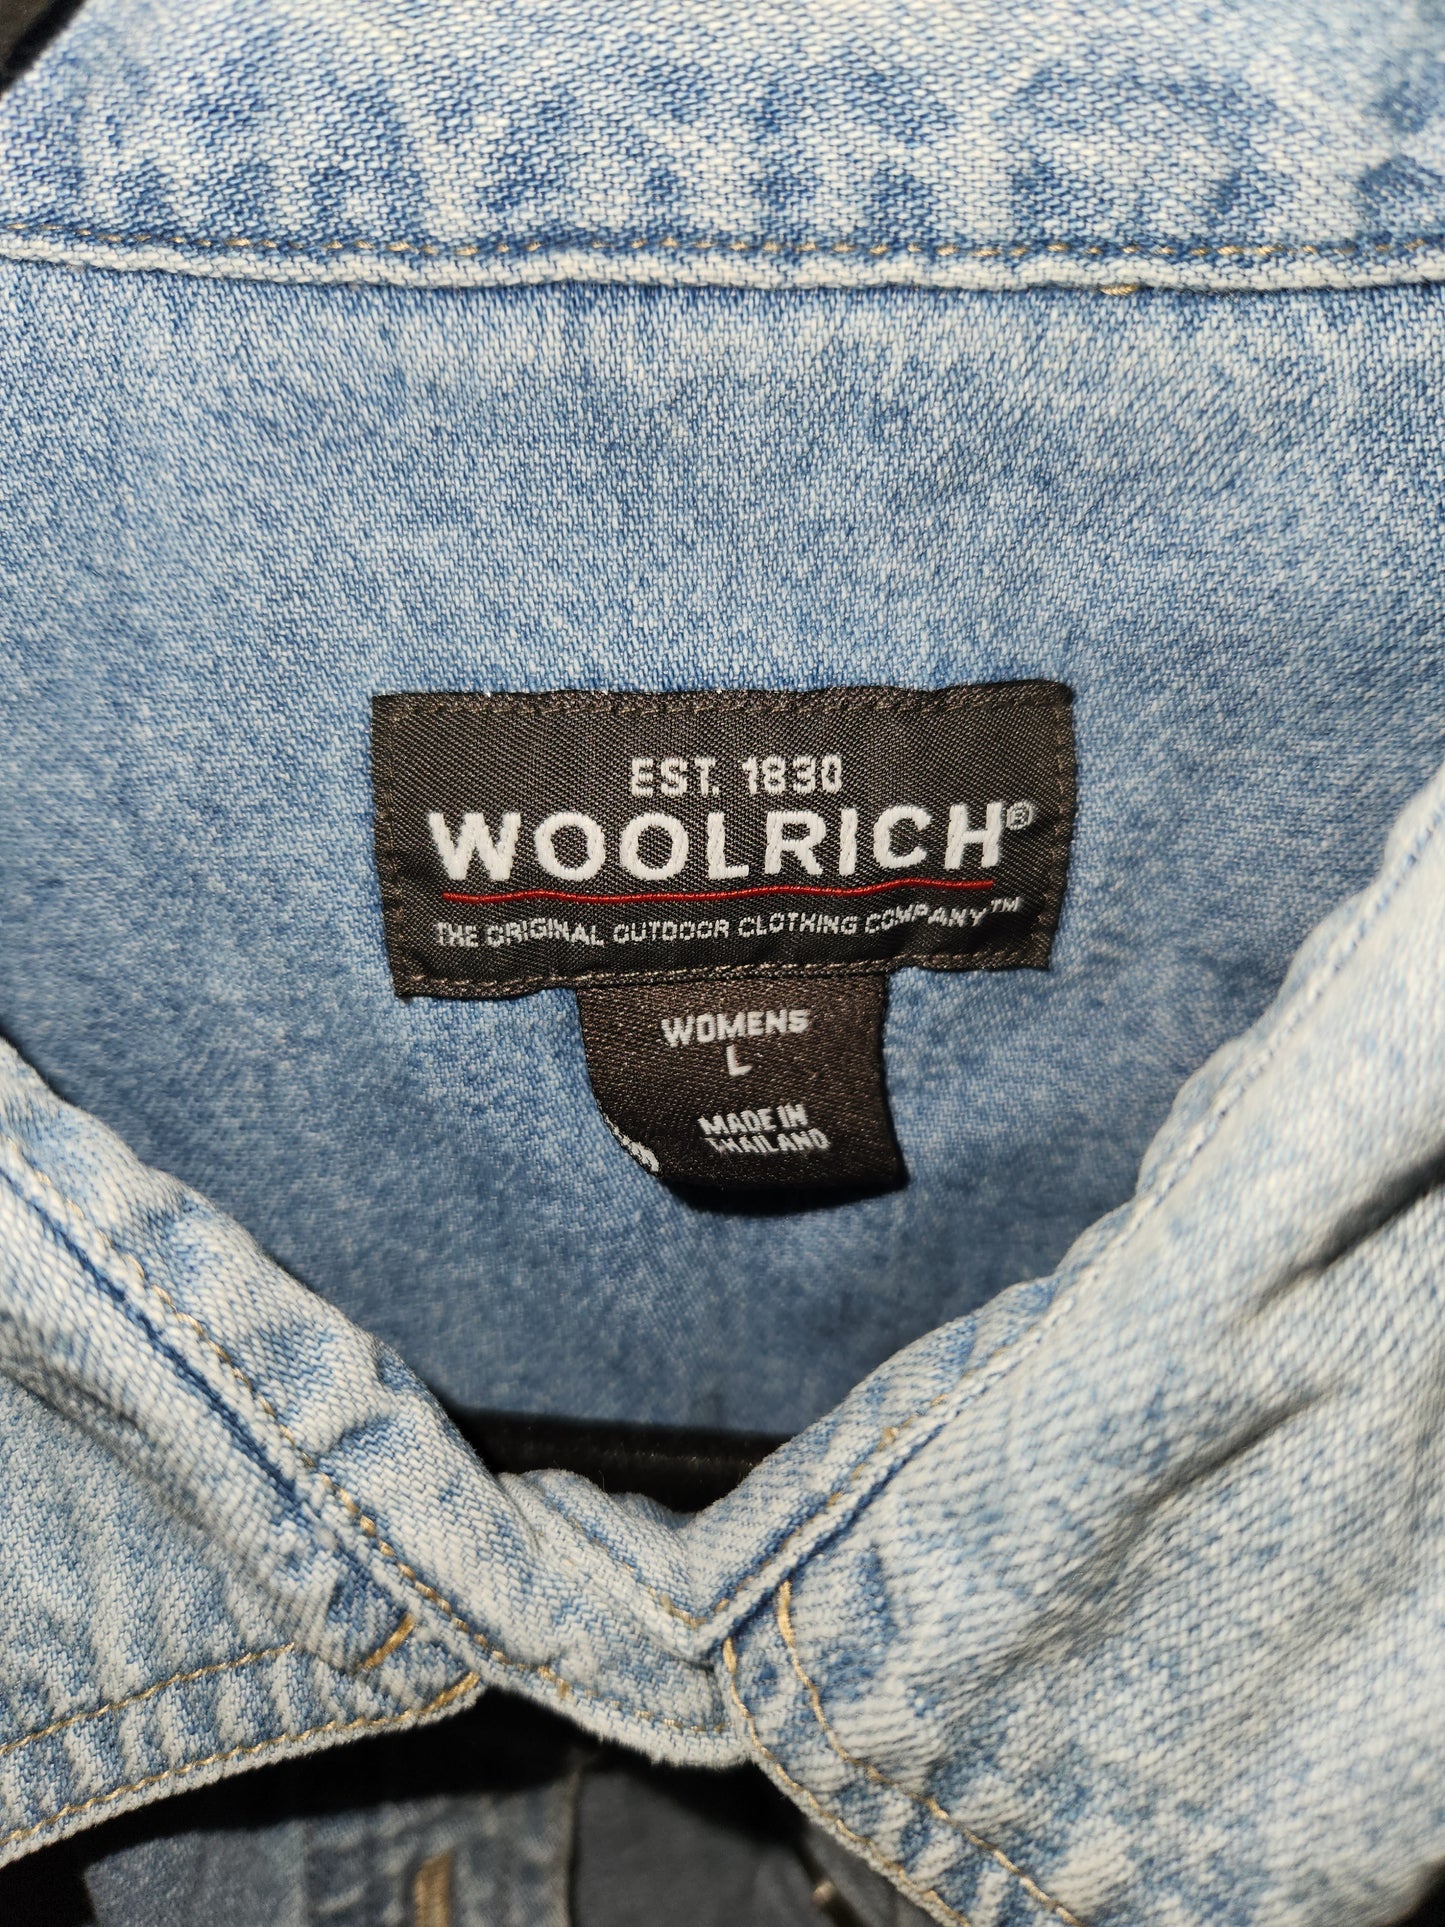 EST. 1830
WOOLRICH®
THE ORIGINAL OUTDOOR CLOTHING COMPANY™
WOMENS
L
MADE IN
THAILAND